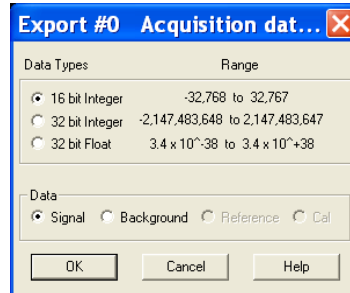 Export #0 Acquisition dat...
Data Types Range
16 bit Integer -32,768 to 32,767
32 bit Integer -2,147,483,648 to 2,147,483,647
32 bit Float 3.4 x 10^-38 to 3.4 x 10^+38
Data
Signal Background Reference Cal
OK Cancel Help